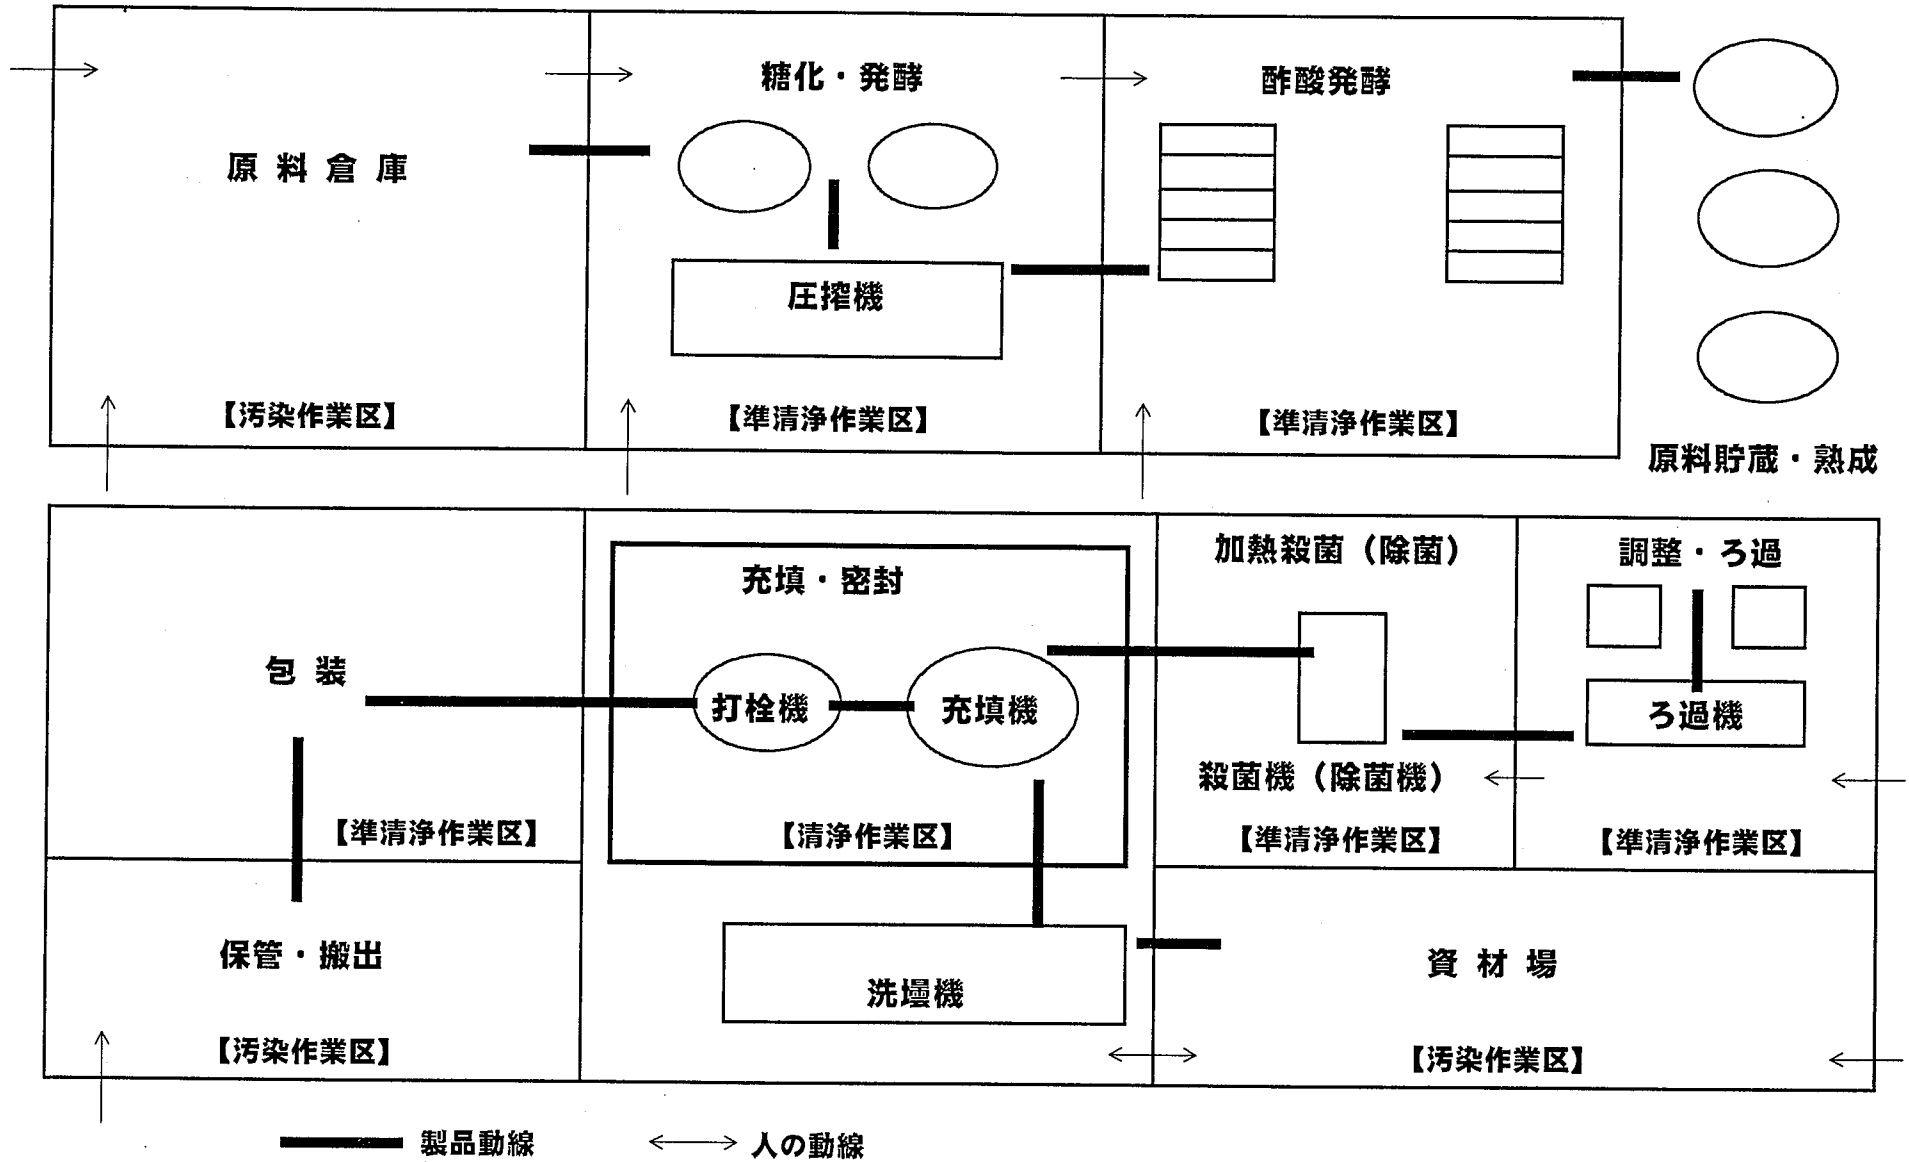 糖化・発酵
酢酸発酵
原料倉庫
圧搾機
【汚染作業区】
【準清浄作業区】
【準清浄作業区】
原料貯蔵・熟成
加熱殺菌(除菌)
調整・ろ過
充填・密封
包装
打栓機
充填機
ろ過機
殺菌機(除菌機)
【準清浄作業区】
【清浄作業区】
【準清浄作業区】
【準清浄作業区】
保管・搬出
洗壜機
資材場
【汚染作業区】
【汚染作業区】
製品動線
人の動線